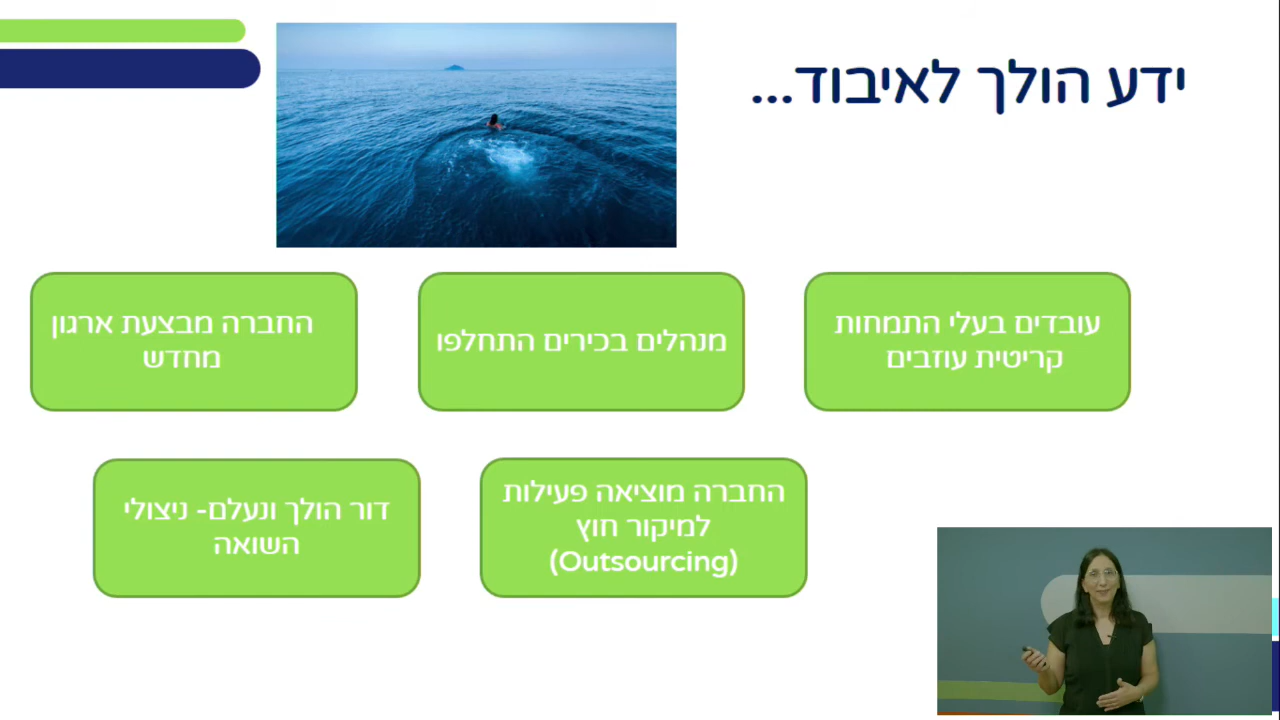 ידע הולך לאיבוד...
עובדים בעלי התמחות
קריטית עוזבים
מנהלים בכירים התחלפו
החברה מבצעת ארגון
מחדש
החברה מוציאה פעילות
למיקור חוץ
(Outsourcing)
דור הולך ונעלם- ניצולי
השואה